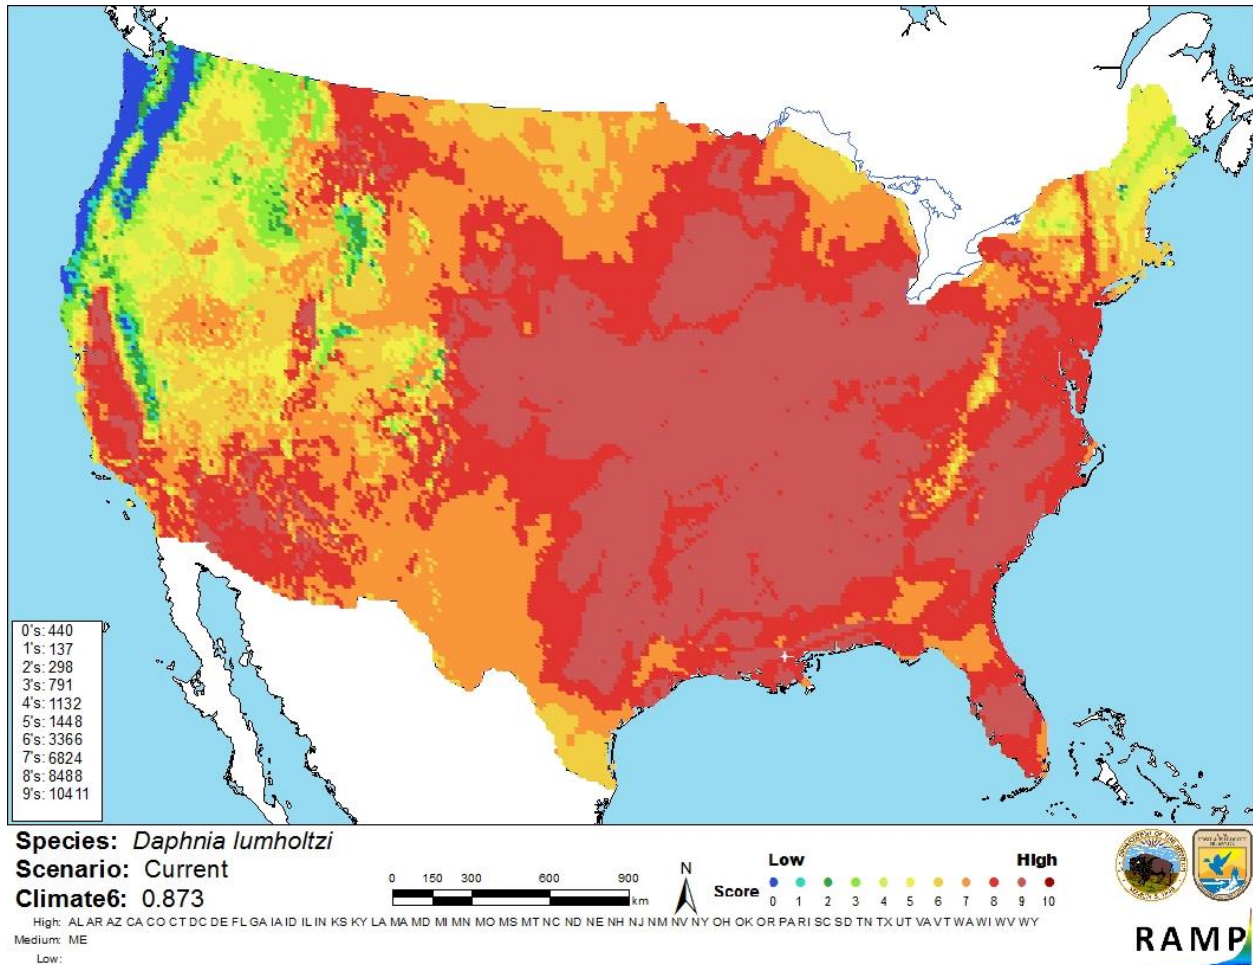 0's: 440
1's: 137
2's: 298
3's: 791
4's: 1132
5's: 1448
6's: 3366
7's: 6824
8's: 8488
9's: 10411
Species: Daphnia lumholtzi
Scenario: Current
Climate6: 0.873
High: AL AR AZ CA CO CT DC DE FL GA IA ID IL IN KS KY LA MA MD MI MN MO MS MT NC ND NE NH NJ NM NV NY OH OK OR PA RI SC SD TN TX UT VA VT WA WI WV WY
Medium: ME
Low:
0 150 300 600 900
km
N
Low High
Score
0 1 2 3 4 5 6 7 8 9 10
RAMP